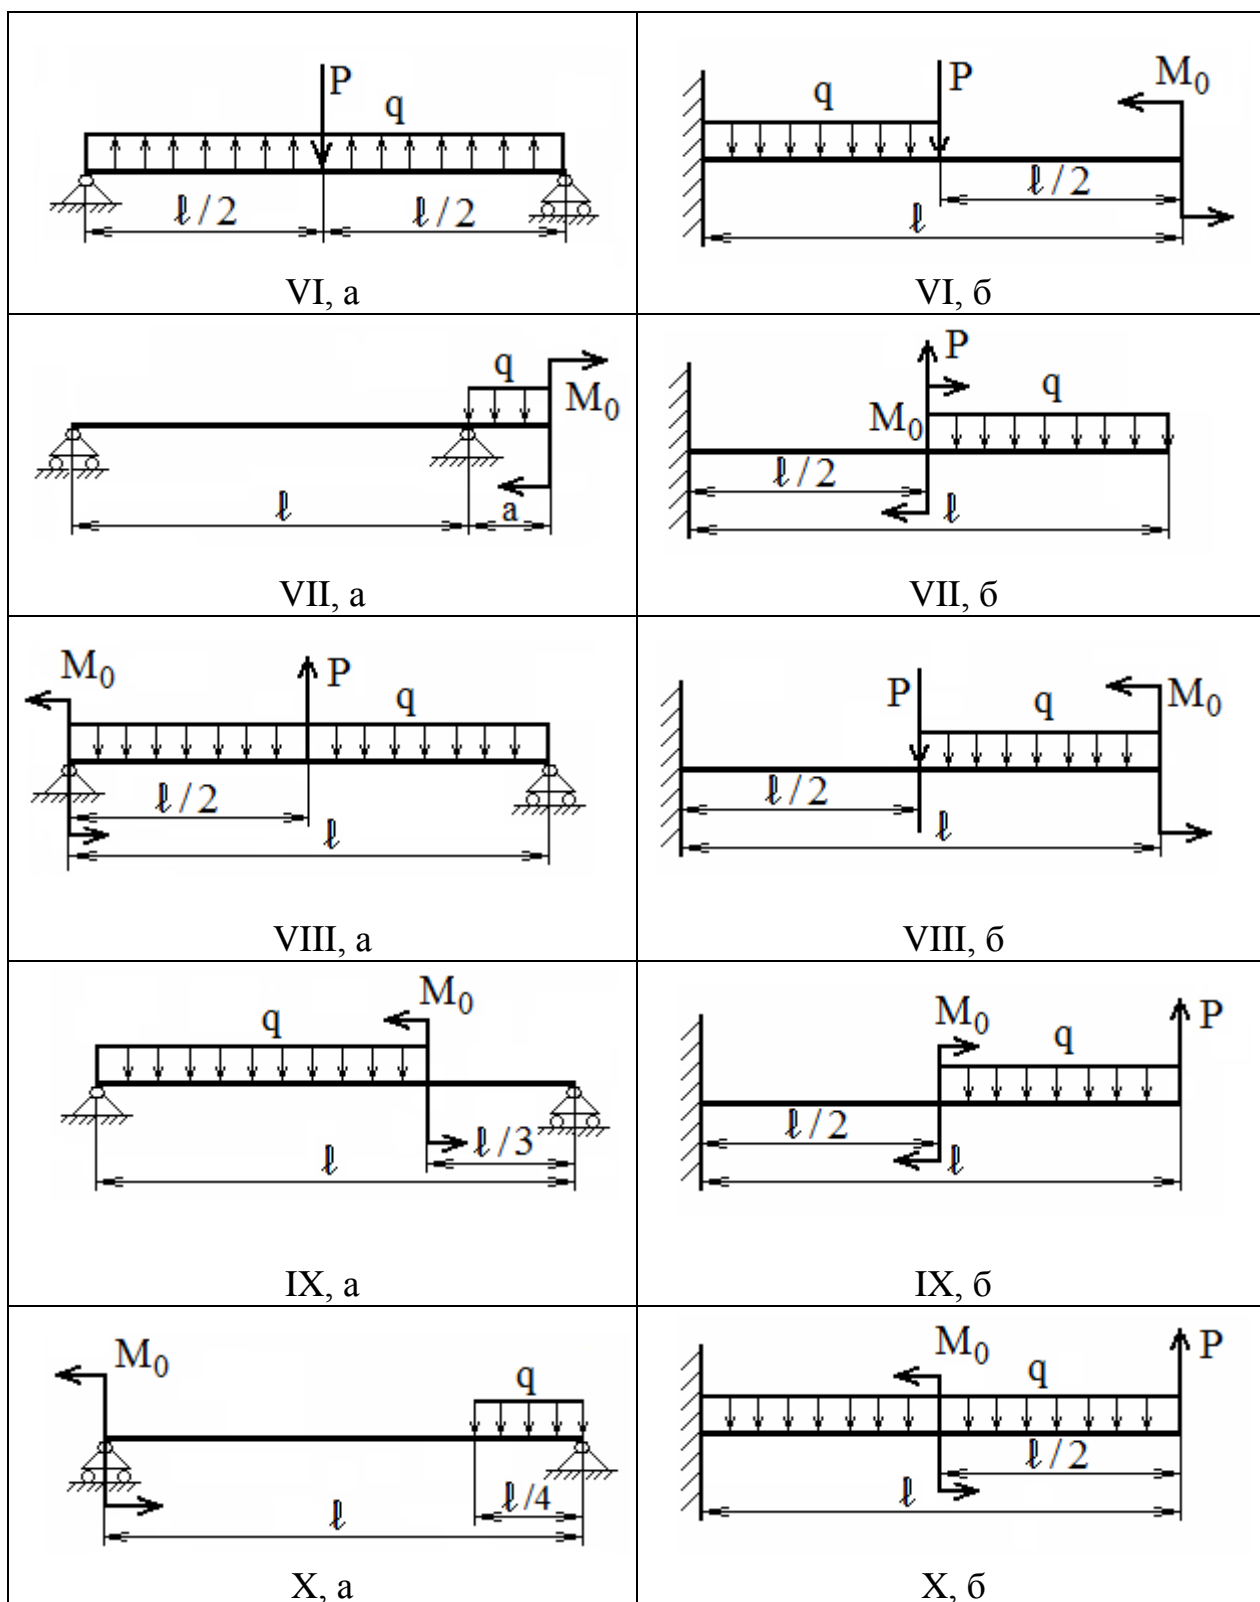 P
q
ℓ/2
ℓ/2
VI, а
q
P
M₀
ℓ/2
ℓ
VI, б
q
M₀
ℓ
a
VII, а
P
q
M₀
ℓ/2
ℓ
VII, б
M₀
P
q
ℓ/2
ℓ
VIII, а
P
q
M₀
ℓ/2
ℓ
VIII, б
M₀
q
ℓ/3
ℓ
IX, а
M₀
q
P
ℓ/2
ℓ
IX, б
M₀
q
ℓ/4
ℓ
X, а
M₀
q
P
ℓ/2
ℓ
X, б